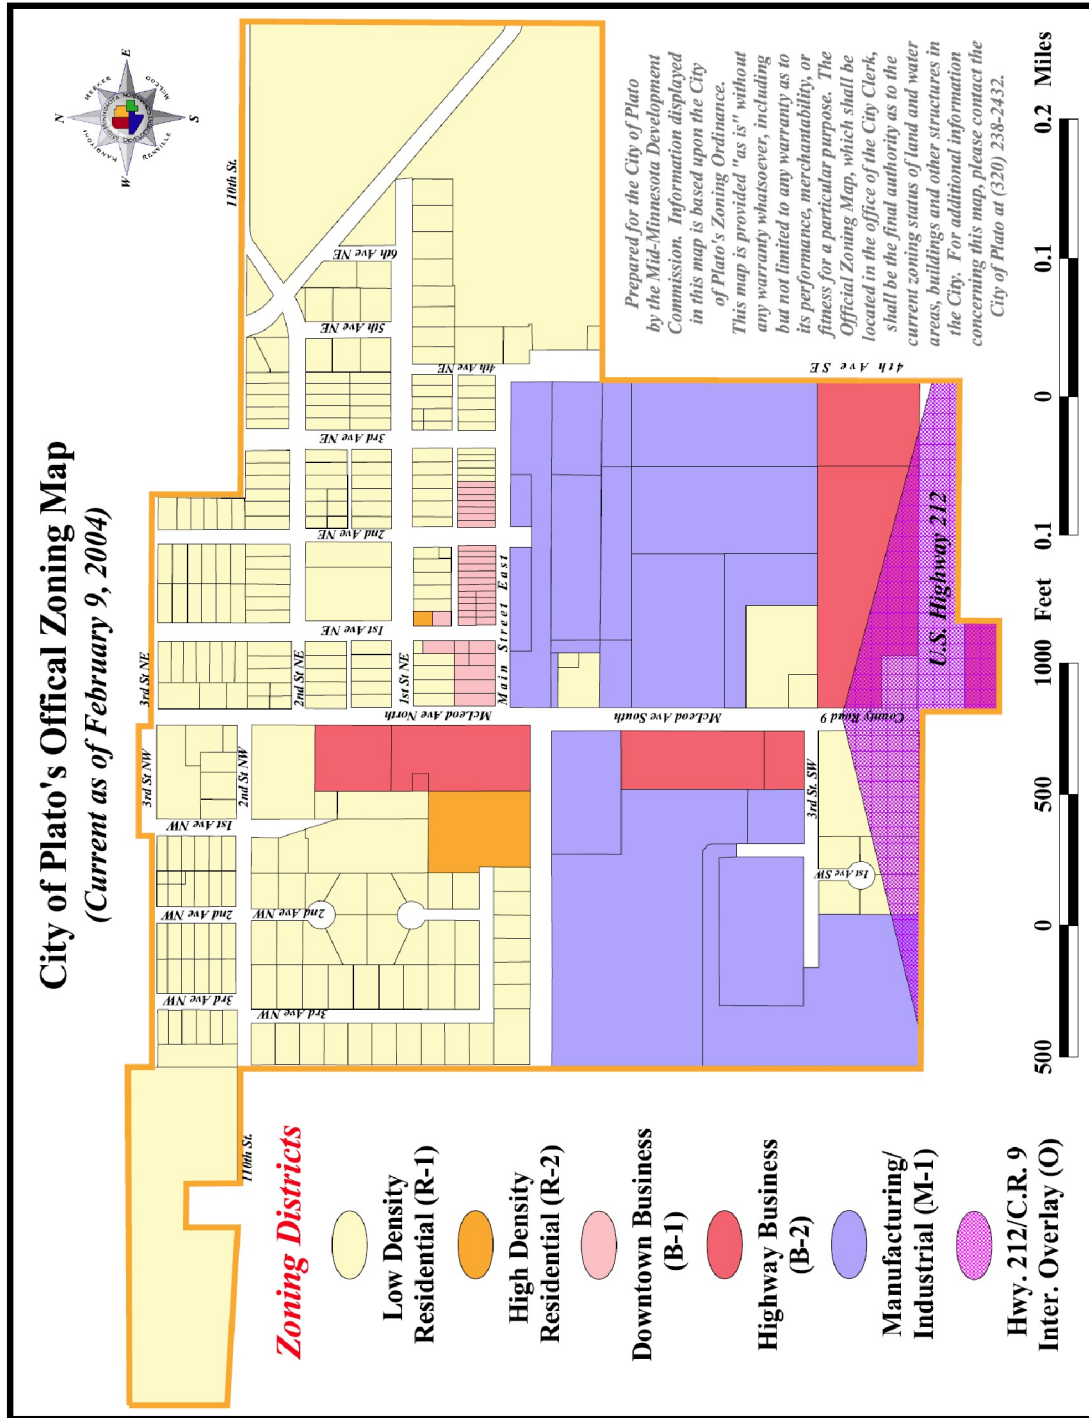 City of Plato's Offical Zoning Map
(Current as of February 9, 2004)
N
E
S
W
MEEKER
MCLEOD
RENVILLE
KANDIYOHI
110th St.
3rd St NW
3rd St NE
2nd St NW
2nd St NE
1st St NE
1st Ave NW
2nd Ave NW
3rd Ave NW
2nd Ave NW
3rd Ave NW
McLeod Ave North
1st Ave NE
2nd Ave NE
3rd Ave NE
4th Ave NE
5th Ave NE
6th Ave NE
Main Street East
McLeod Ave South
County Road 9
3rd St. SW
1st Ave SW
4th Ave SE
U.S. Highway 212
110th St.
Prepared for the City of Plato
by the Mid-Minnesota Development
Commission. Information displayed
in this map is based upon the City
of Plato's Zoning Ordinance.
This map is provided "as is" without
any warranty whatsoever, including
but not limited to any warranty as to
its performance, merchantability, or
fitness for a particular purpose. The
Official Zoning Map, which shall be
located in the office of the City Clerk,
shall be the final authority as to the
current zoning status of land and water
areas, buildings and other structures in
the City. For additional information
concerning this map, please contact the
City of Plato at (320) 238-2432.
Zoning Districts
Low Density
Residential (R-1)
High Density
Residential (R-2)
Downtown Business
(B-1)
Highway Business
(B-2)
Manufacturing/
Industrial (M-1)
Hwy. 212/C.R. 9
Inter. Overlay (O)
500 0 500 1000 Feet
0.1 0 0.1 0.2 Miles